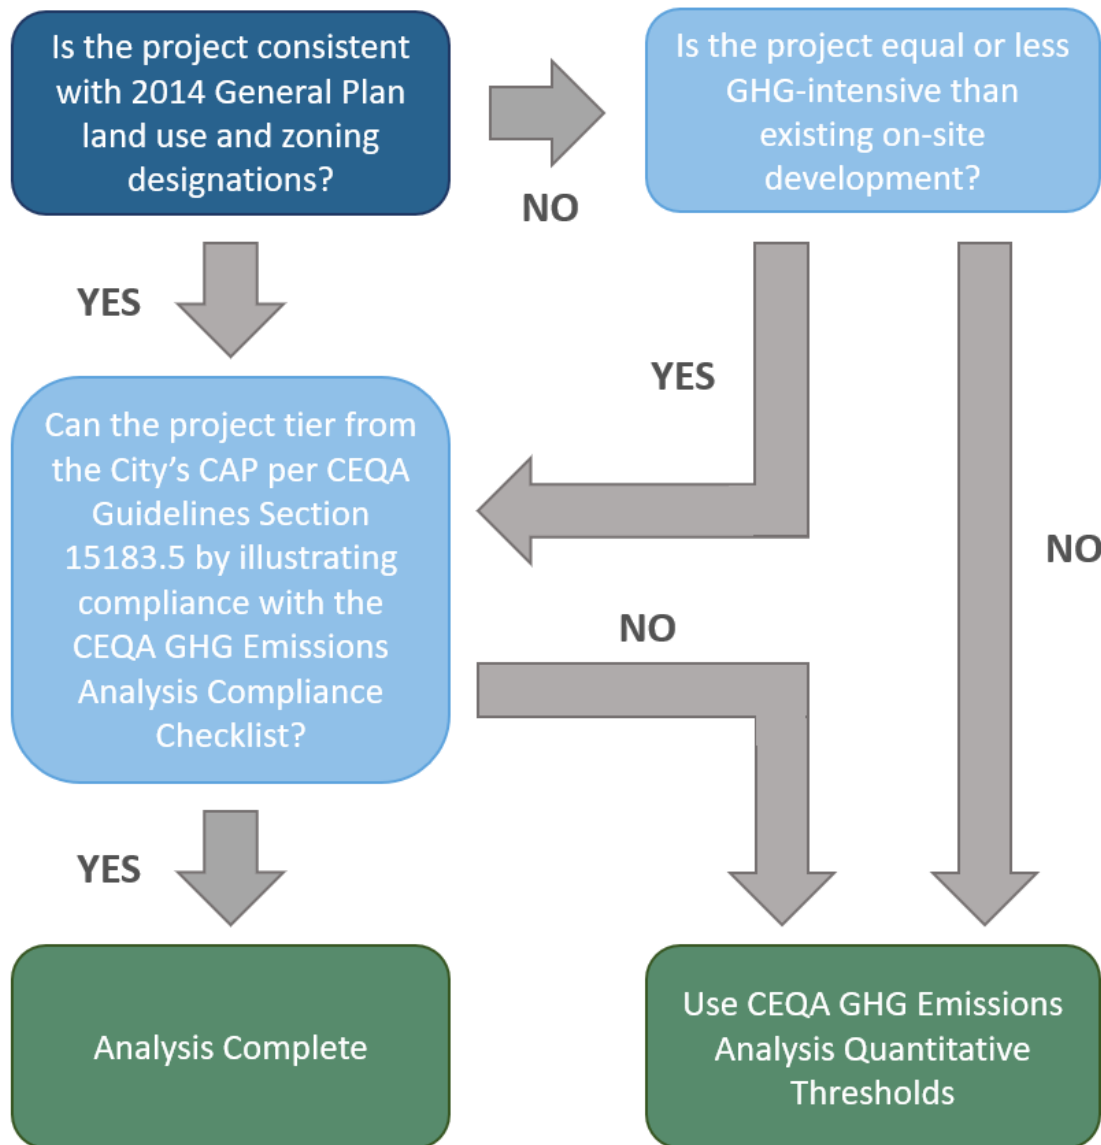 Is the project consistent
with 2014 General Plan
land use and zoning
designations?
NO
Is the project equal or less
GHG-intensive than
existing on-site
development?
YES
YES
NO
Can the project tier from
the City’s CAP per CEQA
Guidelines Section
15183.5 by illustrating
compliance with the
CEQA GHG Emissions
Analysis Compliance
Checklist?
NO
YES
Analysis Complete
Use CEQA GHG Emissions
Analysis Quantitative
Thresholds